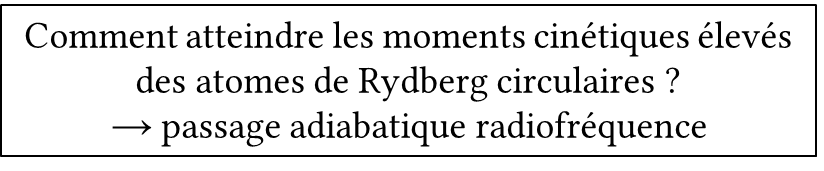 Comment atteindre les moments cinétiques élevés
des atomes de Rydberg circulaires ?
⟶ passage adiabatique radiofréquence